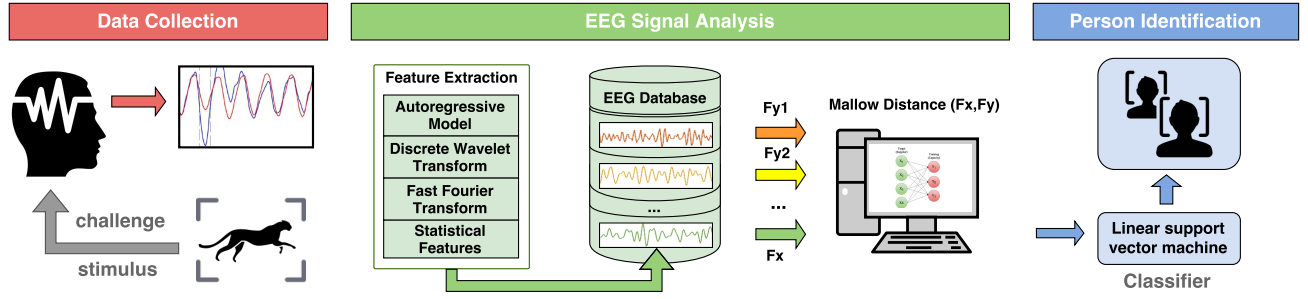 Data Collection
EEG Signal Analysis
Person Identification
challenge
stimulus
Feature Extraction
Autoregressive
Model
Discrete Wavelet
Transform
Fast Fourier
Transform
Statistical
Features
EEG Database
...
Fy1
Fy2
...
Fx
Mallow Distance (Fx,Fy)
Linear support
vector machine
Classifier